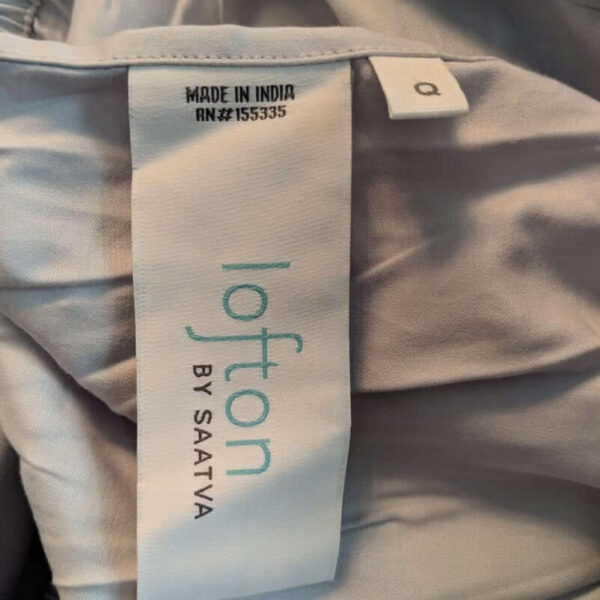 MADE IN INDIA
RN#155335
Q
lofton
BY SAATVA